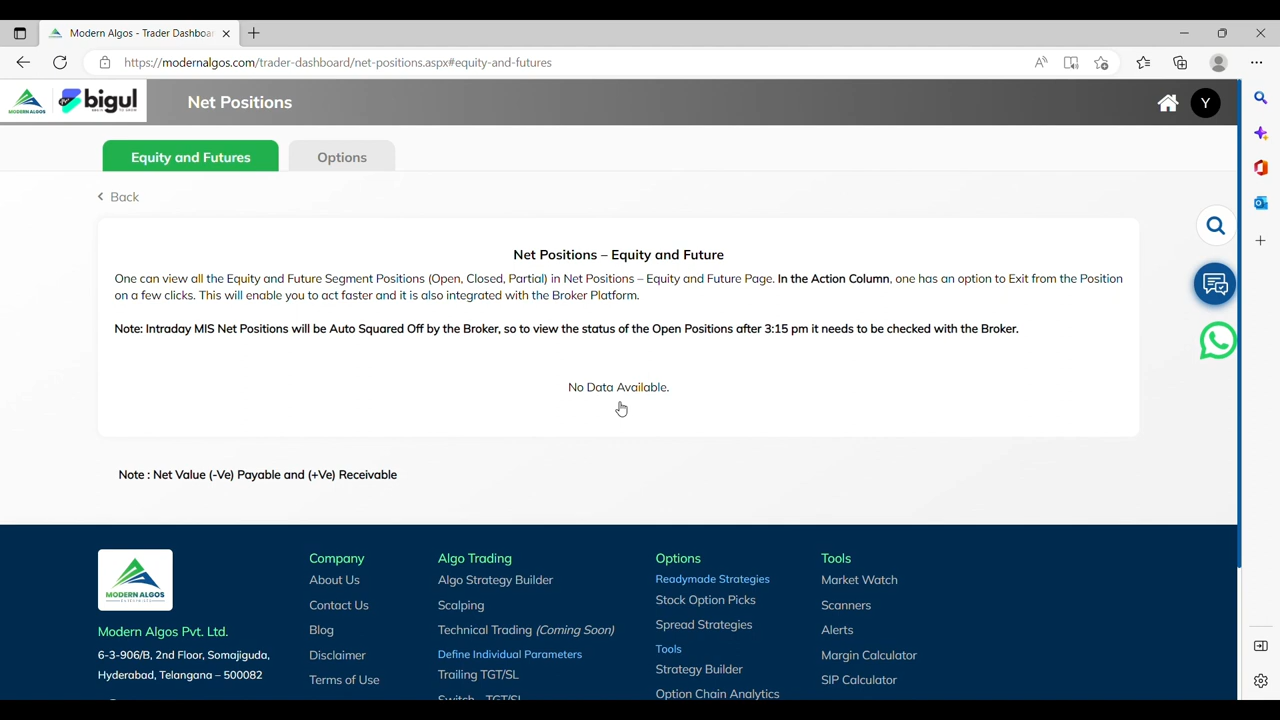 Modern Algos - Trader Dashboar
https://modernalgos.com/trader-dashboard/net-positions.aspx#equity-and-futures
MODERN ALGOS
bigul
Net Positions
Y
Equity and Futures
Options
Back
Net Positions – Equity and Future
One can view all the Equity and Future Segment Positions (Open, Closed, Partial) in Net Positions – Equity and Future Page. In the Action Column, one has an option to Exit from the Position
on a few clicks. This will enable you to act faster and it is also integrated with the Broker Platform.
Note: Intraday MIS Net Positions will be Auto Squared Off by the Broker, so to view the status of the Open Positions after 3:15 pm it needs to be checked with the Broker.
No Data Available.
Note : Net Value (-Ve) Payable and (+Ve) Receivable
MODERN ALGOS
Modern Algos Pvt. Ltd.
6-3-906/B, 2nd Floor, Somajiguda,
Hyderabad, Telangana – 500082
Company
About Us
Contact Us
Blog
Disclaimer
Terms of Use
Algo Trading
Algo Strategy Builder
Scalping
Technical Trading (Coming Soon)
Define Individual Parameters
Trailing TGT/SL
Switch - TGT/SL
Options
Readymade Strategies
Stock Option Picks
Spread Strategies
Tools
Strategy Builder
Option Chain Analytics
Tools
Market Watch
Scanners
Alerts
Margin Calculator
SIP Calculator